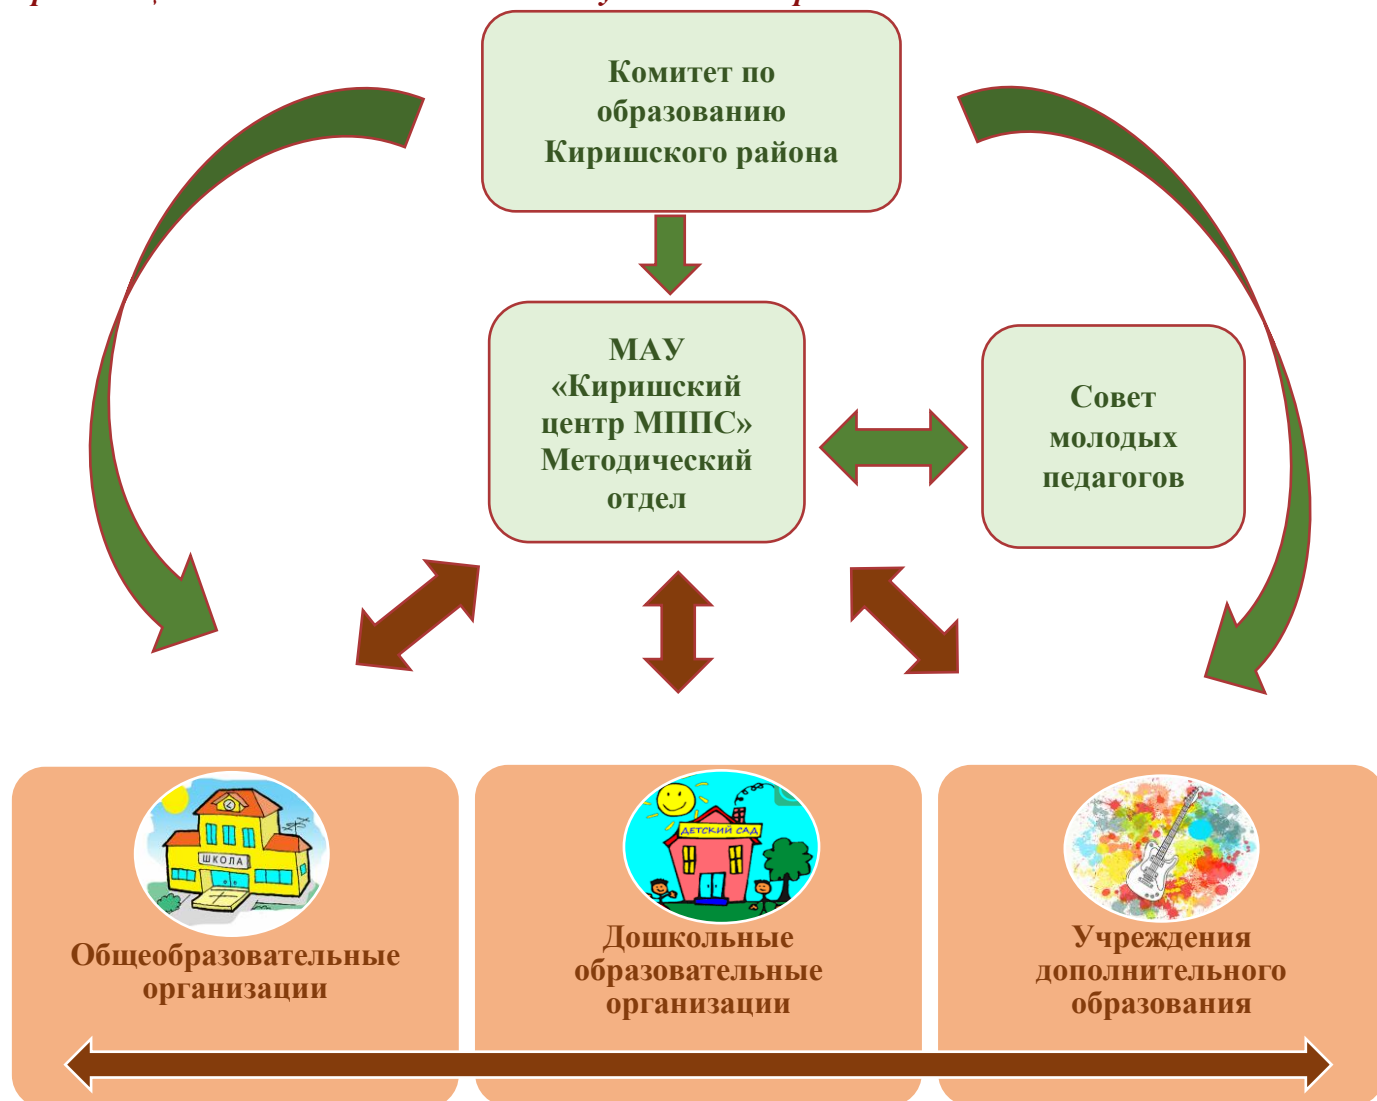 Комитет по
образованию
Киришского района
МАУ
«Киришский
центр МППС»
Методический
отдел
Совет
молодых
педагогов
ШКОЛА
Общеобразовательные
организации
ДЕТСКИЙ САД
Дошкольные
образовательные
организации
Учреждения
дополнительного
образования